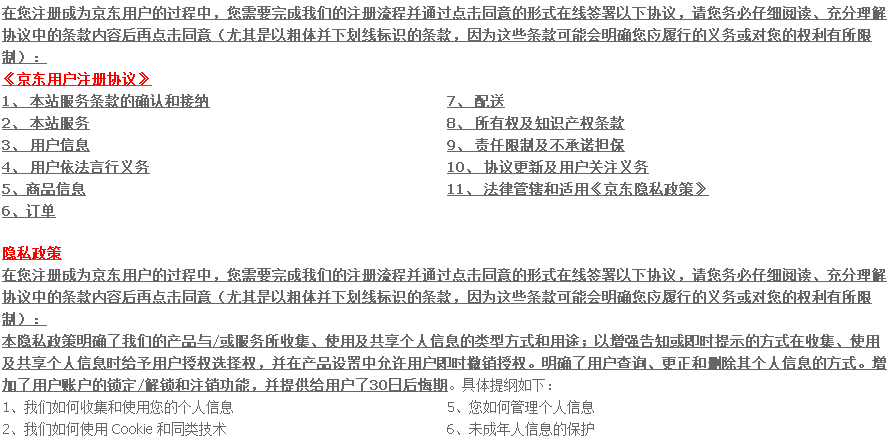 在您注册成为京东用户的过程中，您需要完成我们的注册流程并通过点击同意的形式在线签署以下协议，请您务必仔细阅读、充分理解
协议中的条款内容后再点击同意（尤其是以粗体并下划线标识的条款，因为这些条款可能会明确您应履行的义务或对您的权利有所限
制）：
《京东用户注册协议》
1、 本站服务条款的确认和接纳
2、 本站服务
3、 用户信息
4、 用户依法言行义务
5、商品信息
6、订单
7、 配送
8、 所有权及知识产权条款
9、 责任限制及不承诺担保
10、 协议更新及用户关注义务
11、 法律管辖和适用《京东隐私政策》
隐私政策
在您注册成为京东用户的过程中，您需要完成我们的注册流程并通过点击同意的形式在线签署以下协议，请您务必仔细阅读、充分理解
协议中的条款内容后再点击同意（尤其是以粗体并下划线标识的条款，因为这些条款可能会明确您应履行的义务或对您的权利有所限
制）：
本隐私政策明确了我们的产品与/或服务所收集、使用及共享个人信息的类型方式和用途；以增强告知或即时提示的方式在收集、使用
及共享个人信息时给予用户授权选择权，并在产品设置中允许用户即时撤销授权。明确了用户查询、更正和删除其个人信息的方式。增
加了用户账户的锁定/解锁和注销功能，并提供给用户了30日后悔期。具体提纲如下：
1、我们如何收集和使用您的个人信息
2、我们如何使用 Cookie 和同类技术
5、您如何管理个人信息
6、未成年人信息的保护